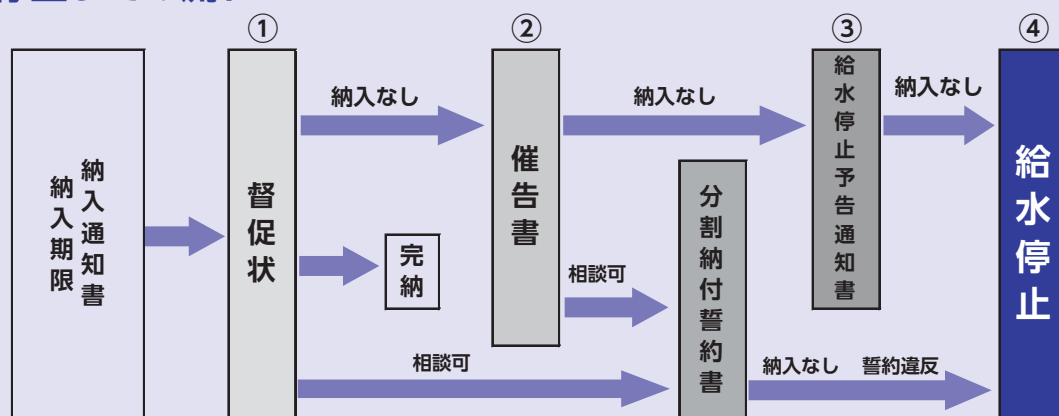 ①
②
③
④
納入通知書
納入期限
督促状
納入なし
完納
相談可
催告書
納入なし
相談可
分割納付誓約書
給水停止予告通知書
納入なし
納入なし 誓約違反
給水停止